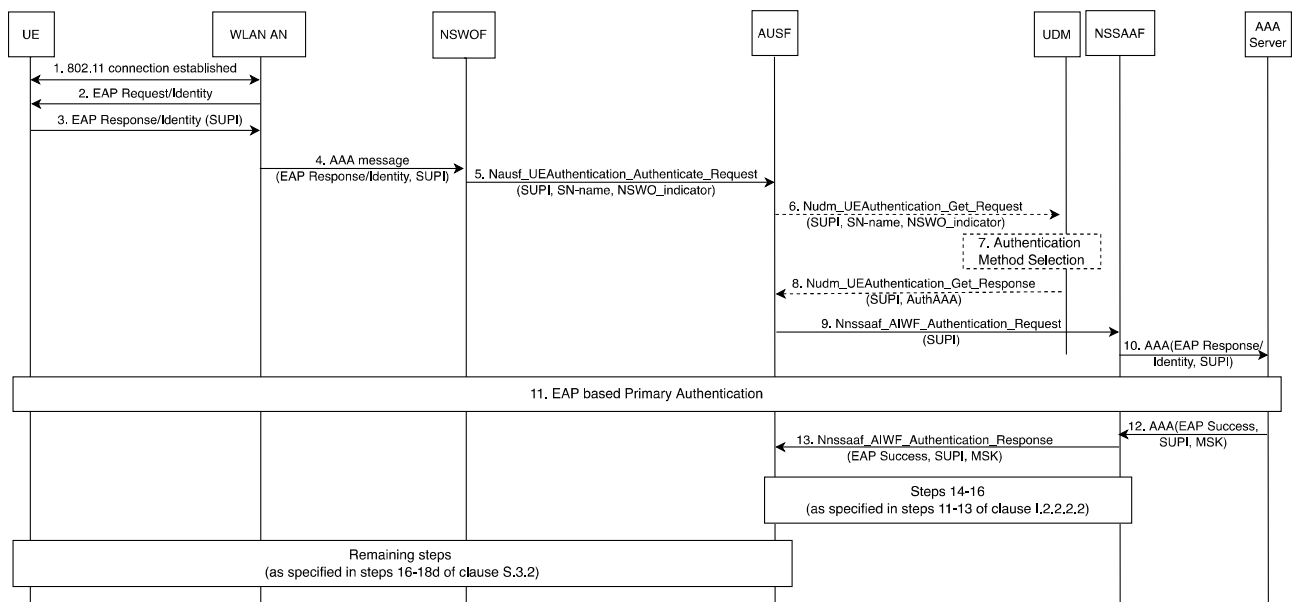 UE
WLAN AN
NSWOF
AUSF
UDM
NSSAAF
AAA
Server
1. 802.11 connection established
2. EAP Request/Identity
3. EAP Response/Identity (SUPI)
4. AAA message
(EAP Response/Identity, SUPI)
5. Nausf_UEAuthentication_Authenticate_Request
(SUPI, SN-name, NSWO_indicator)
6. Nudm_UEAuthentication_Get_Request
(SUPI, SN-name, NSWO_indicator)
7. Authentication
Method Selection
8. Nudm_UEAuthentication_Get_Response
(SUPI, AuthAAA)
9. Nnssaaf_AIWF_Authentication_Request
(SUPI)
10. AAA(EAP Response/
Identity, SUPI)
11. EAP based Primary Authentication
12. AAA(EAP Success,
SUPI, MSK)
13. Nnssaaf_AIWF_Authentication_Response
(EAP Success, SUPI, MSK)
Steps 14-16
(as specified in steps 11-13 of clause I.2.2.2.2)
Remaining steps
(as specified in steps 16-18d of clause S.3.2)